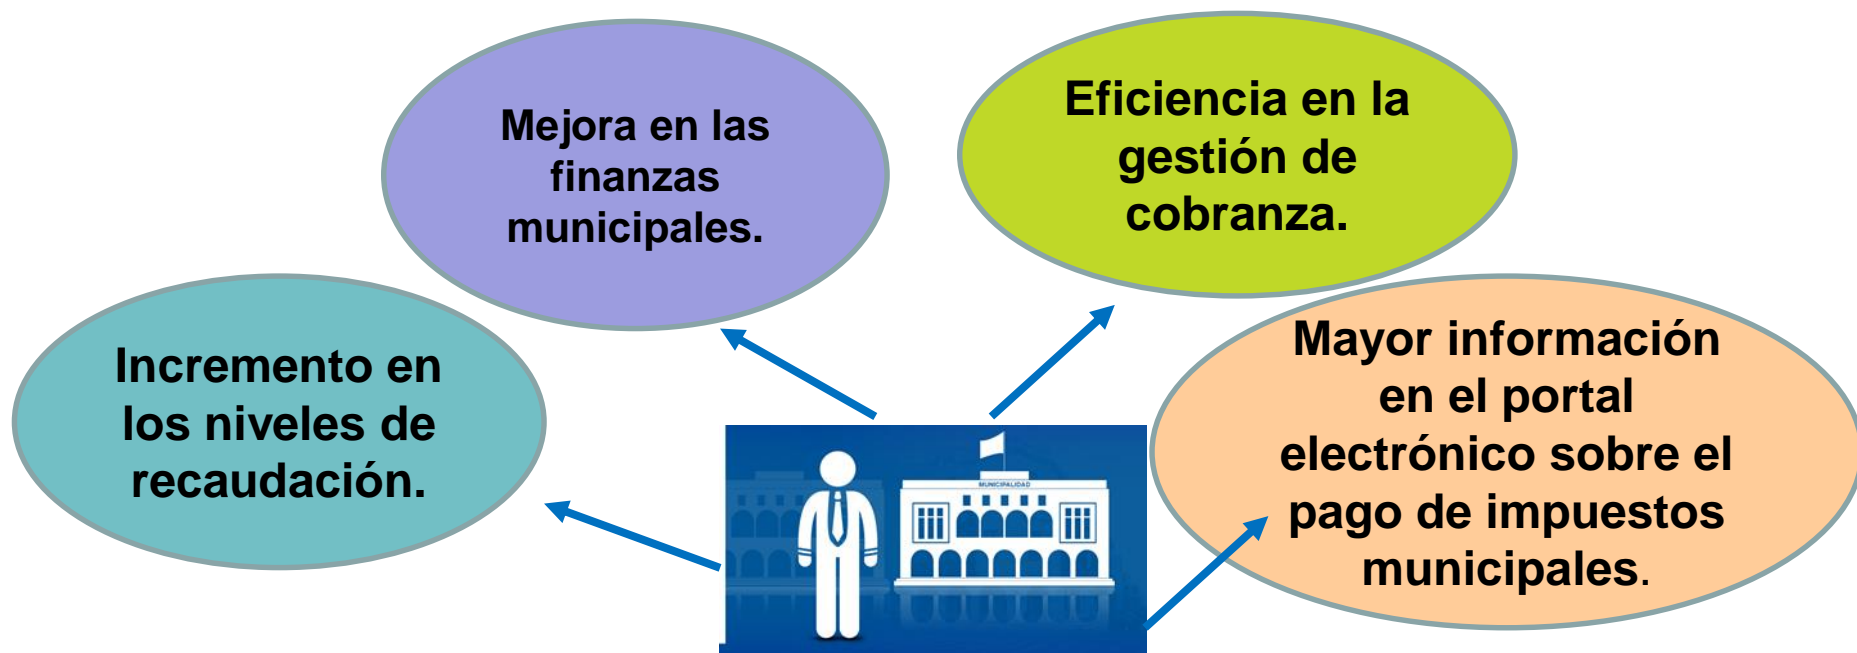 Mejora en las
finanzas
municipales.
Eficiencia en la
gestión de
cobranza.
Incremento en
los niveles de
recaudación.
Mayor información
en el portal
electrónico sobre el
pago de impuestos
municipales.
MUNICIPALIDAD